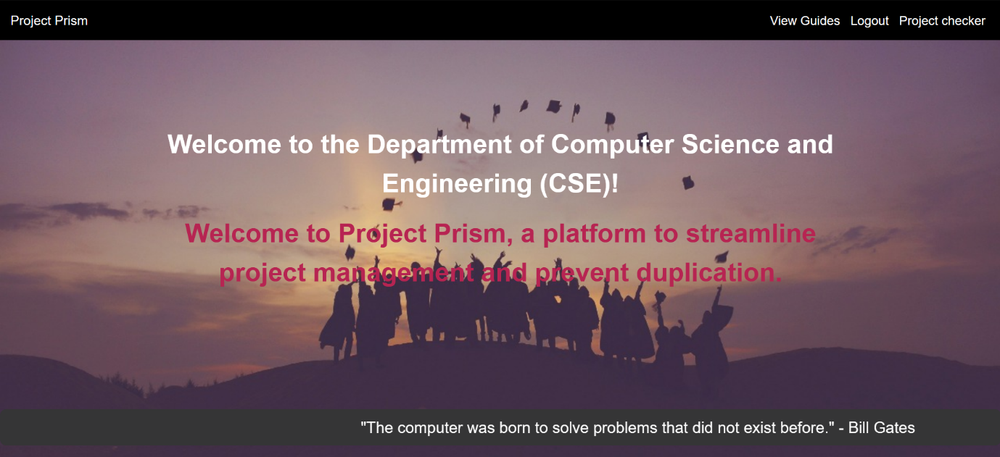 Project Prism View Guides Logout Project checker
Welcome to the Department of Computer Science and
Engineering (CSE)!
Welcome to Project Prism, a platform to streamline
project management and prevent duplication.
"The computer was born to solve problems that did not exist before." - Bill Gates